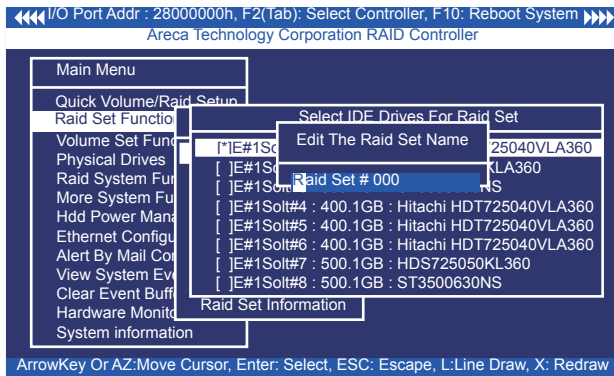 I/O Port Addr : 28000000h, F2(Tab): Select Controller, F10: Reboot System
Areca Technology Corporation RAID Controller
Main Menu
Quick Volume/Raid Setup
Raid Set Functio
Volume Set Func
Physical Drives
Raid System Fun
More System Fu
Hdd Power Mana
Ethernet Configu
Alert By Mail Con
View System Eve
Clear Event Buffe
Hardware Monito
System information
Select IDE Drives For Raid Set
[*]E#1So
725040VLA360
[ ]E#1So
KLA360
[ ]E#1Solt#
NS
[ ]E#1Solt#4 : 400.1GB : Hitachi HDT725040VLA360
[ ]E#1Solt#5 : 400.1GB : Hitachi HDT725040VLA360
[ ]E#1Solt#6 : 400.1GB : Hitachi HDT725040VLA360
[ ]E#1Solt#7 : 500.1GB : HDS725050KL360
[ ]E#1Solt#8 : 500.1GB : ST3500630NS
Edit The Raid Set Name
Raid Set # 000
Raid Set Information
ArrowKey Or AZ:Move Cursor, Enter: Select, ESC: Escape, L:Line Draw, X: Redraw